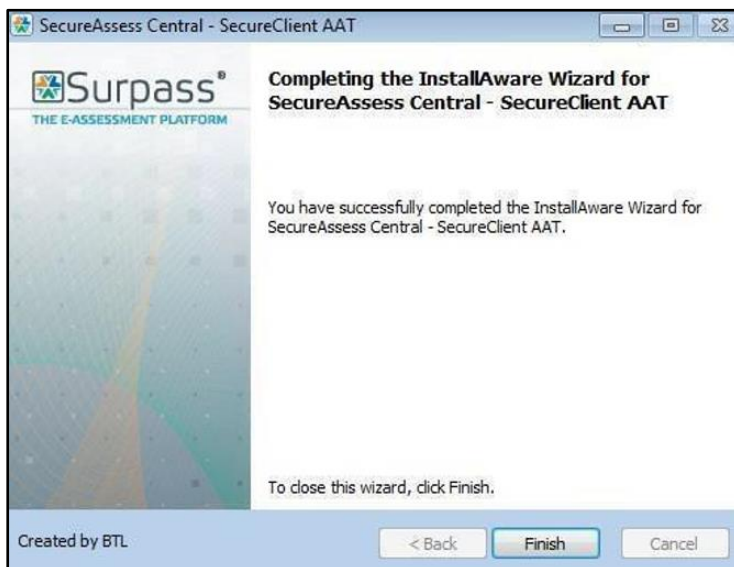 SecureAssess Central - SecureClient AAT
Surpass®
THE E-ASSESSMENT PLATFORM
Completing the InstallAware Wizard for
SecureAssess Central - SecureClient AAT
You have successfully completed the InstallAware Wizard for
SecureAssess Central - SecureClient AAT.
To close this wizard, click Finish.
Created by BTL
< Back
Finish
Cancel